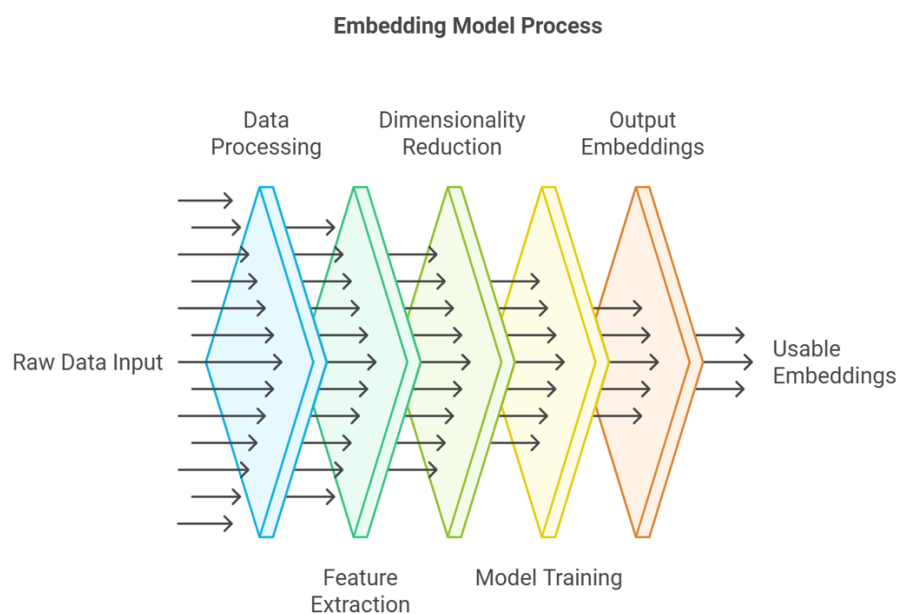 Embedding Model Process
Data
Processing
Dimensionality
Reduction
Output
Embeddings
Raw Data Input
Usable
Embeddings
Feature
Extraction
Model Training